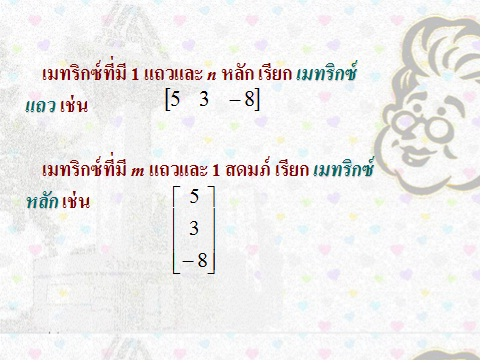 เมทริกซ์ที่มี 1 แถวและ n หลัก เรียก เมทริกซ์
แถว เช่น [5 3 −8]
เมทริกซ์ที่มี m แถวและ 1 สดมภ์ เรียก เมทริกซ์
หลัก เช่น
5
3
−8